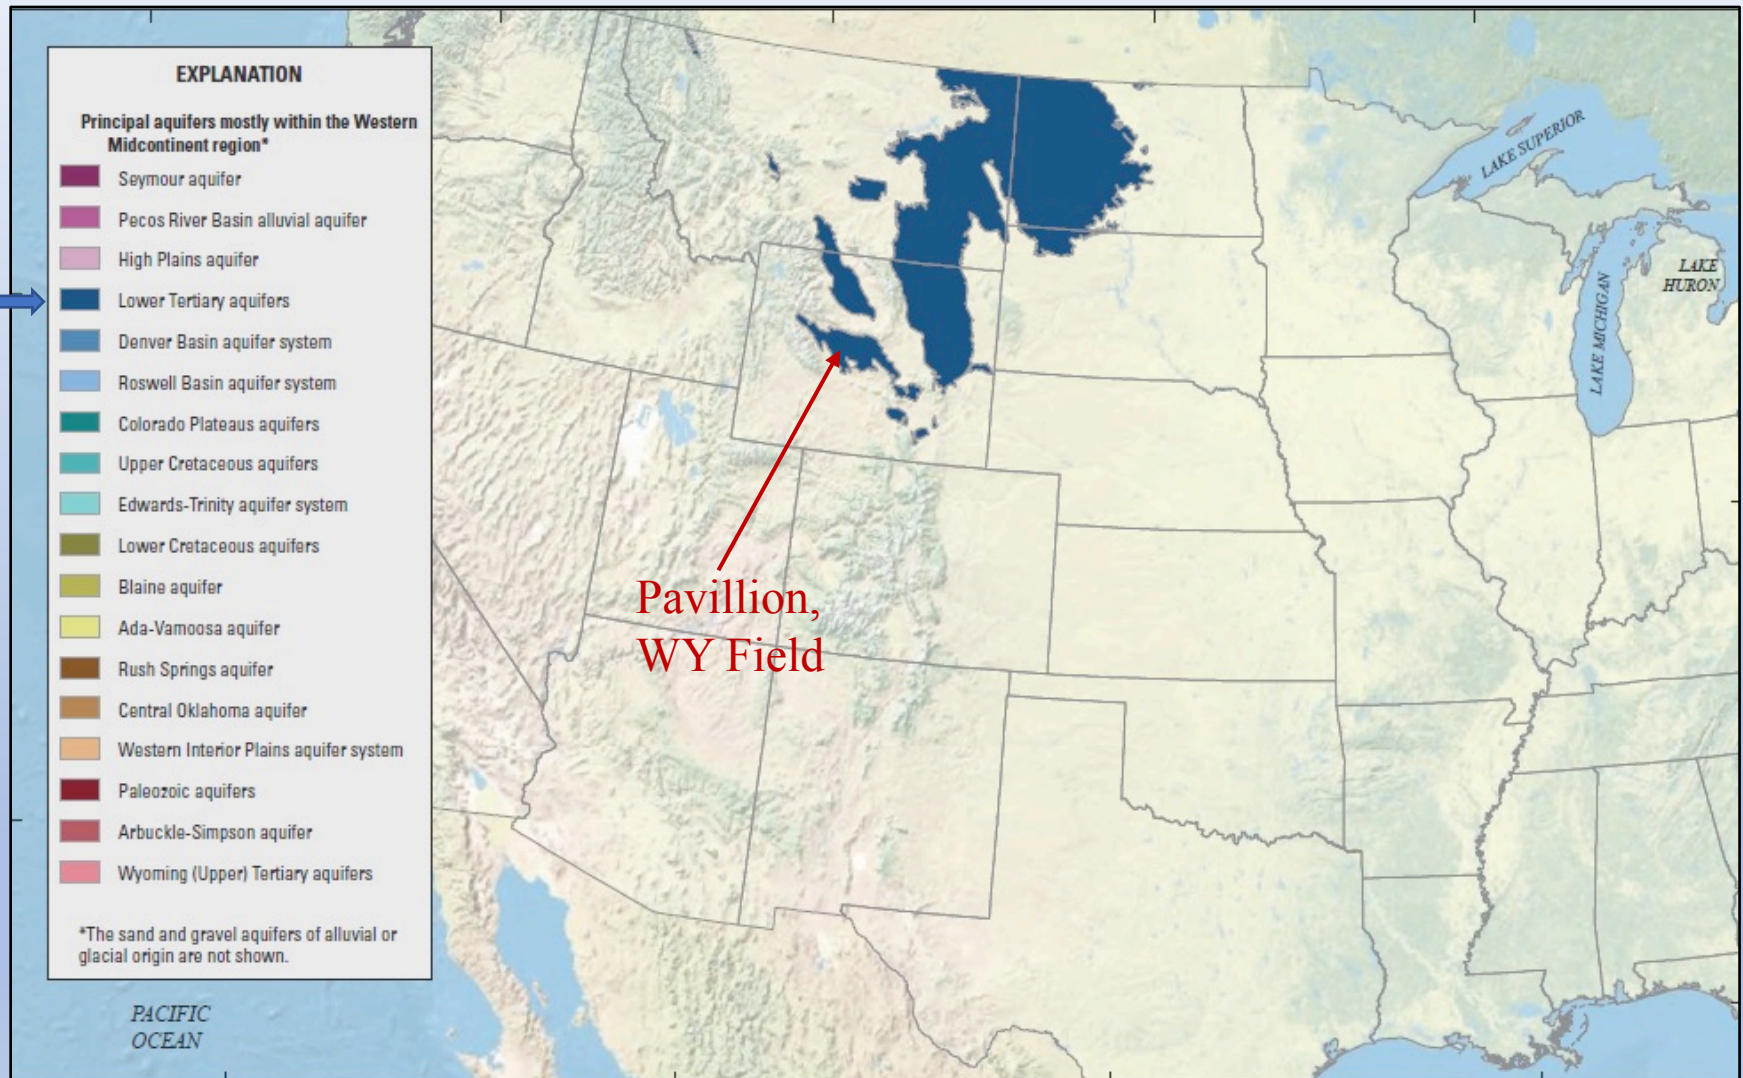 EXPLANATION
Principal aquifers mostly within the Western
Midcontinent region*
Seymour aquifer
Pecos River Basin alluvial aquifer
High Plains aquifer
Lower Tertiary aquifers
Denver Basin aquifer system
Roswell Basin aquifer system
Colorado Plateaus aquifers
Upper Cretaceous aquifers
Edwards-Trinity aquifer system
Lower Cretaceous aquifers
Blaine aquifer
Ada-Vamoosa aquifer
Rush Springs aquifer
Central Oklahoma aquifer
Western Interior Plains aquifer system
Paleozoic aquifers
Arbuckle-Simpson aquifer
Wyoming (Upper) Tertiary aquifers
*The sand and gravel aquifers of alluvial or
glacial origin are not shown.
PACIFIC
OCEAN
Pavillion,
WY Field
LAKE SUPERIOR
LAKE MICHIGAN
LAKE
HURON